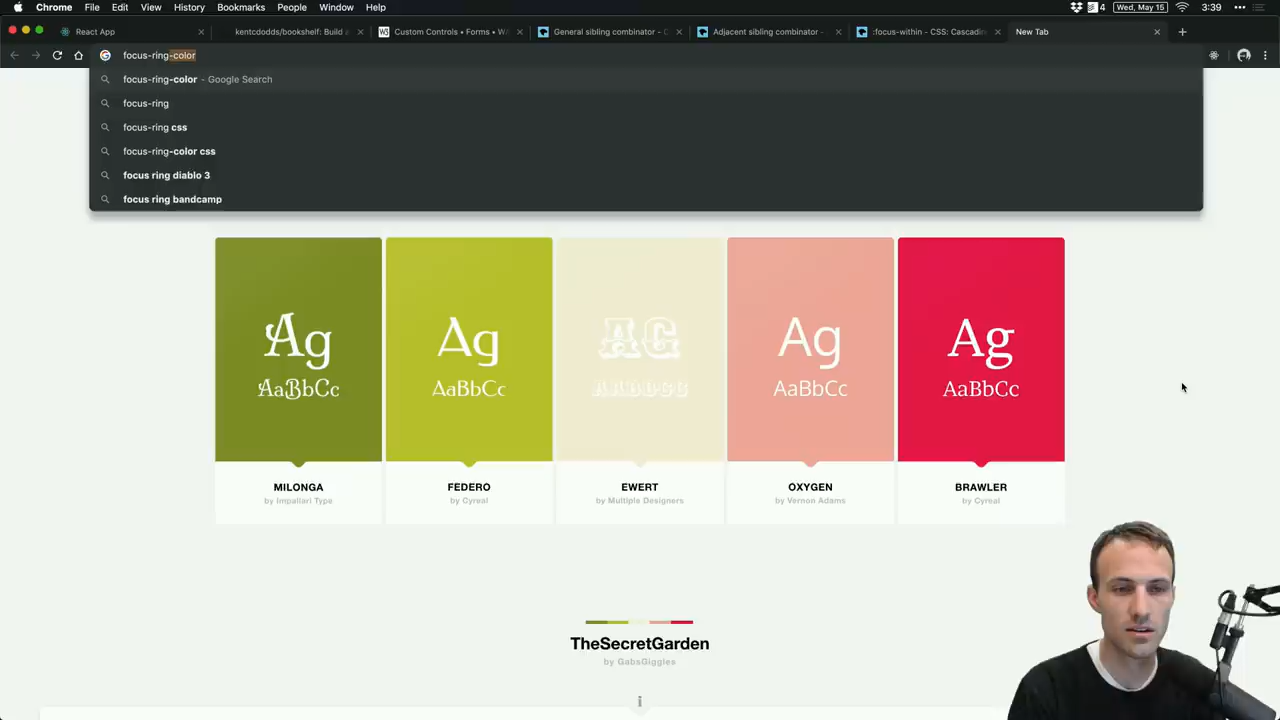 Chrome File Edit View History Bookmarks People Window Help 4 Wed, May 15 3:39
React App kentcdodds/bookshelf: Build a Custom Controls • Forms • WA General sibling combinator - C Adjacent sibling combinator - :focus-within - CSS: Cascadin New Tab
focus-ring-color
focus-ring-color - Google Search
focus-ring
focus-ring css
focus-ring-color css
focus ring diablo 3
focus ring bandcamp
Ag Ag AG Ag Ag
AaBbCc AaBbCc AABBCC AaBbCc AaBbCc
MILONGA FEDERO EWERT OXYGEN BRAWLER
by Impallari Type by Cyreal by Multiple Designers by Vernon Adams by Cyreal
TheSecretGarden
by GabsGiggles